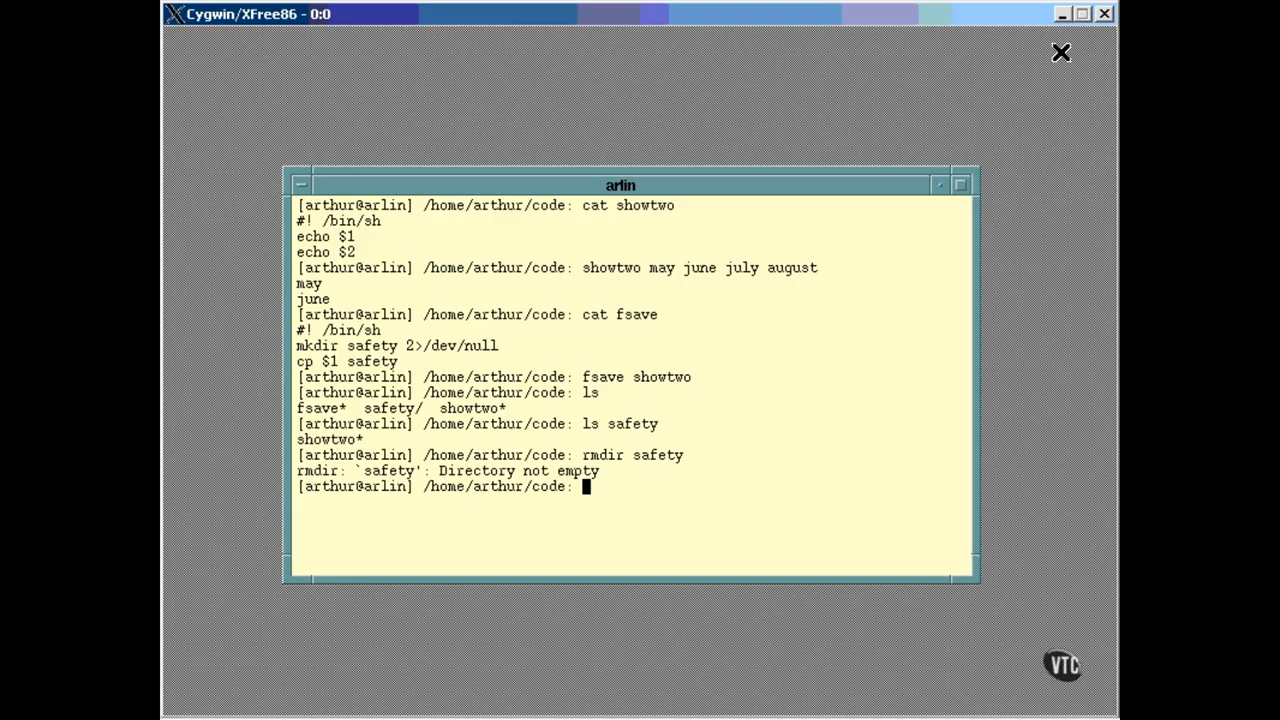 Cygwin/XFree86 - 0:0
arlin
[arthur@arlin] /home/arthur/code: cat showtwo
#! /bin/sh
echo $1
echo $2
[arthur@arlin] /home/arthur/code: showtwo may june july august
may
june
[arthur@arlin] /home/arthur/code: cat fsave
#! /bin/sh
mkdir safety 2>/dev/null
cp $1 safety
[arthur@arlin] /home/arthur/code: fsave showtwo
[arthur@arlin] /home/arthur/code: ls
fsave*  safety/  showtwo*
[arthur@arlin] /home/arthur/code: ls safety
showtwo*
[arthur@arlin] /home/arthur/code: rmdir safety
rmdir: `safety': Directory not empty
[arthur@arlin] /home/arthur/code:
VTC